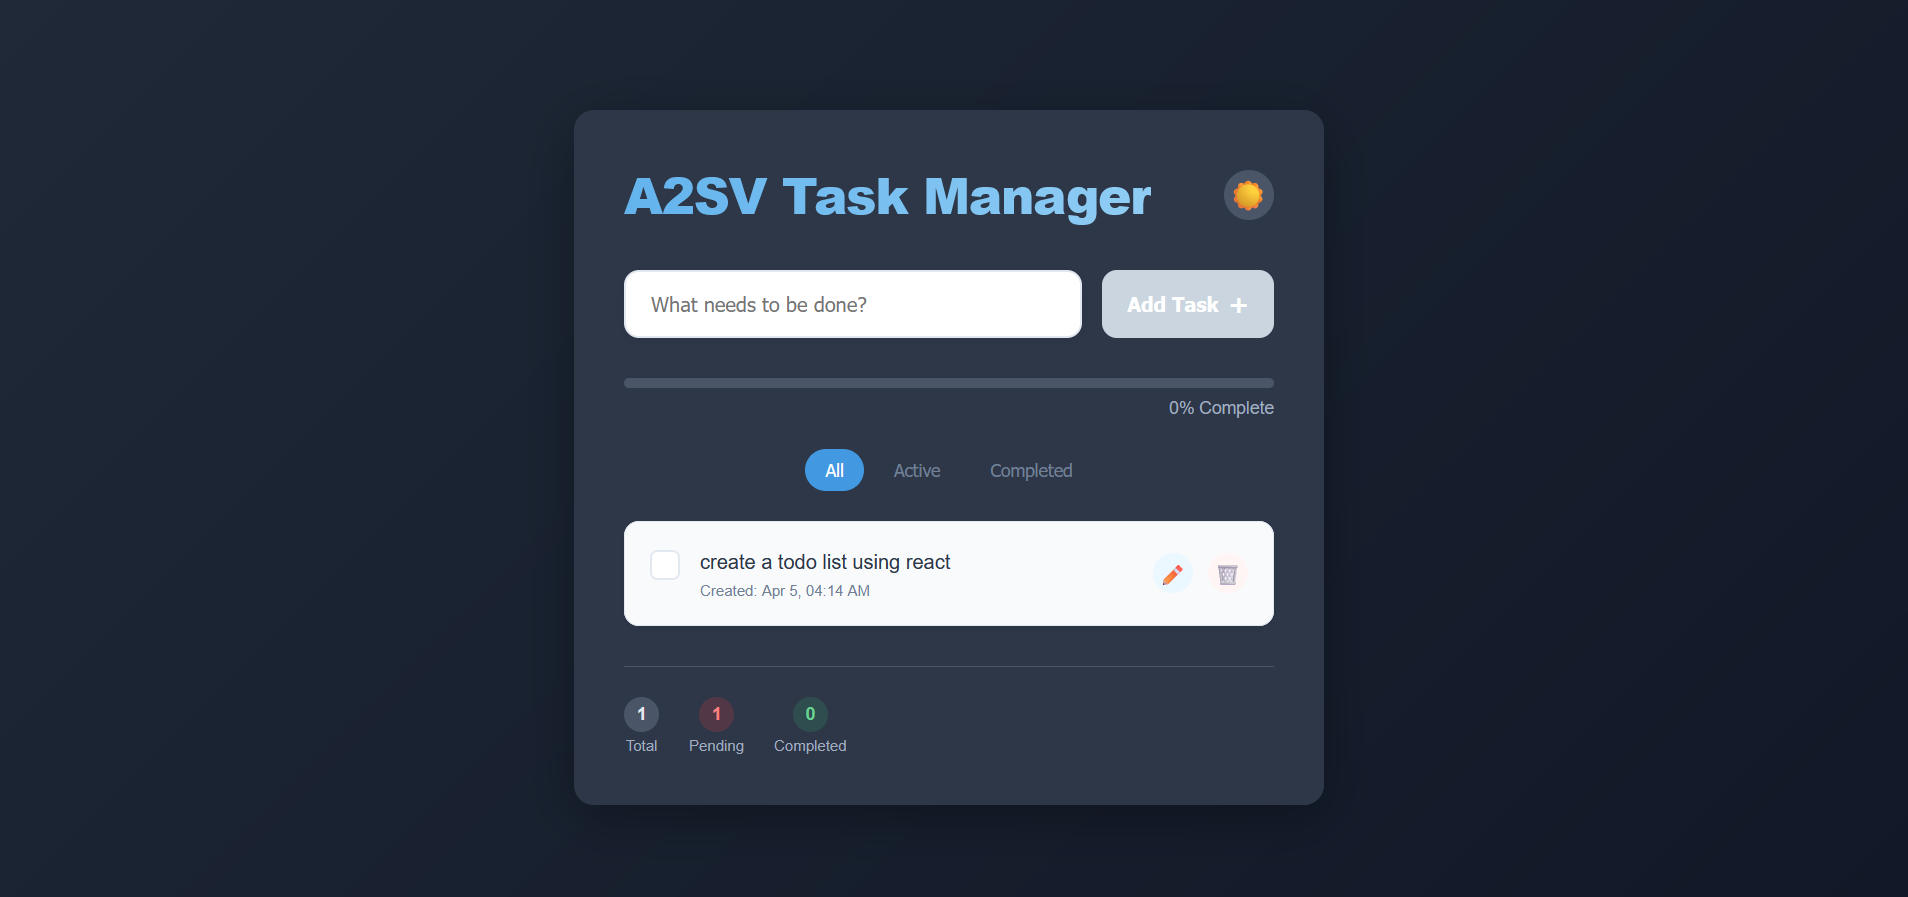 A2SV Task Manager
What needs to be done?
Add Task +
0% Complete
All Active Completed
create a todo list using react
Created: Apr 5, 04:14 AM
1 1 0
Total Pending Completed